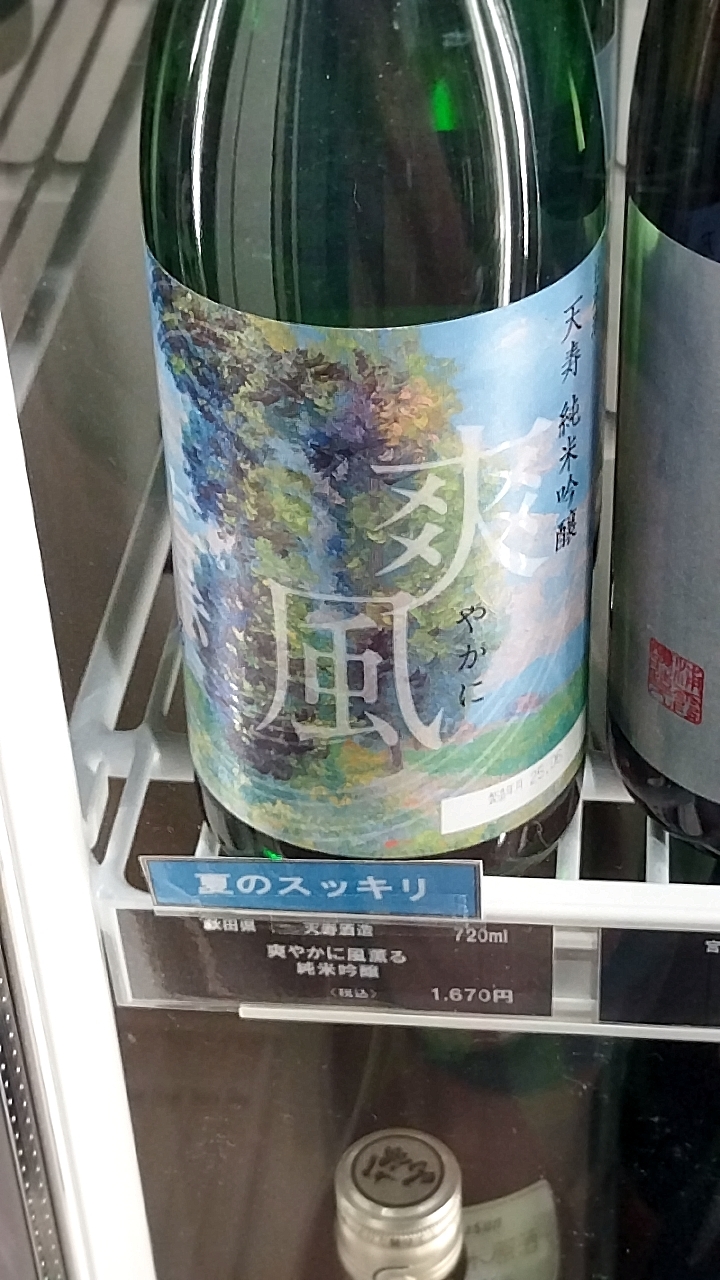 天寿 純米吟醸
爽
やかに
風
夏のスッキリ
秋田県 天寿酒造 720ml
爽やかに風薫る
純米吟醸
〈税込〉 1,670円
宮